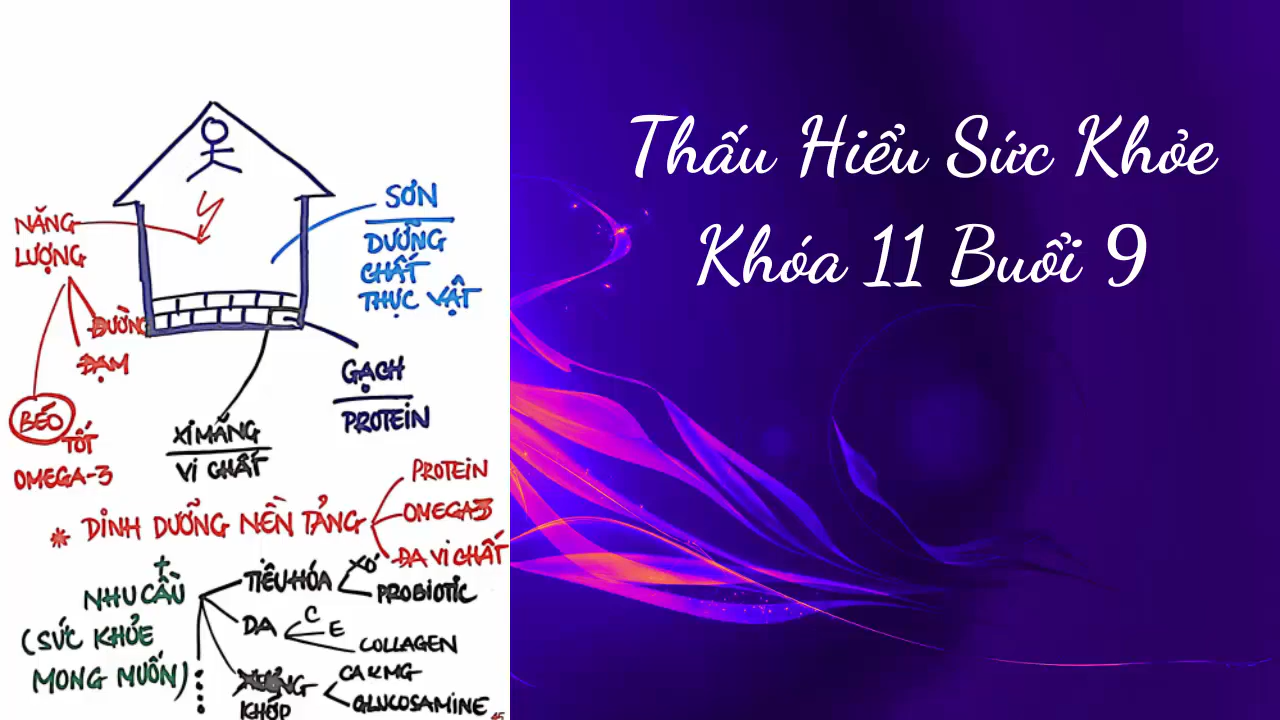 NĂNG
LƯỢNG
ĐƯỜNG
ĐẠM
BÉO
TỐT
OMEGA-3
SƠN
DƯỠNG
CHẤT
THỰC VẬT
GẠCH
PROTEIN
XI MĂNG
VI CHẤT
* DINH DƯỠNG NỀN TẢNG
PROTEIN
OMEGA3
ĐA VI CHẤT
+
NHU CẦU
(SỨC KHỎE
MONG MUỐN)
TIÊU HÓA
XƠ
PROBIOTIC
DA
C
E
COLLAGEN
XƯƠNG
KHỚP
CA & MG
GLUCOSAMINE
45
Thấu Hiểu Sức Khỏe
Khóa 11 Buổi 9